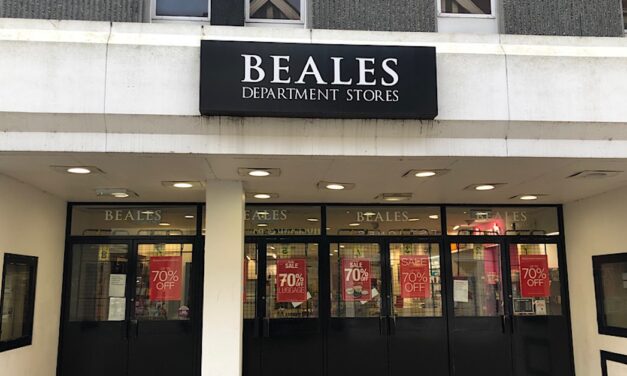 BEALES
DEPARTMENT STORES
BEALES
BEALES
BEALES
BEALES
70%
OFF
SALE
70%
OFF
LUGGAGE
SALE
70%
OFF
SALE
70%
OFF
70%
OFF